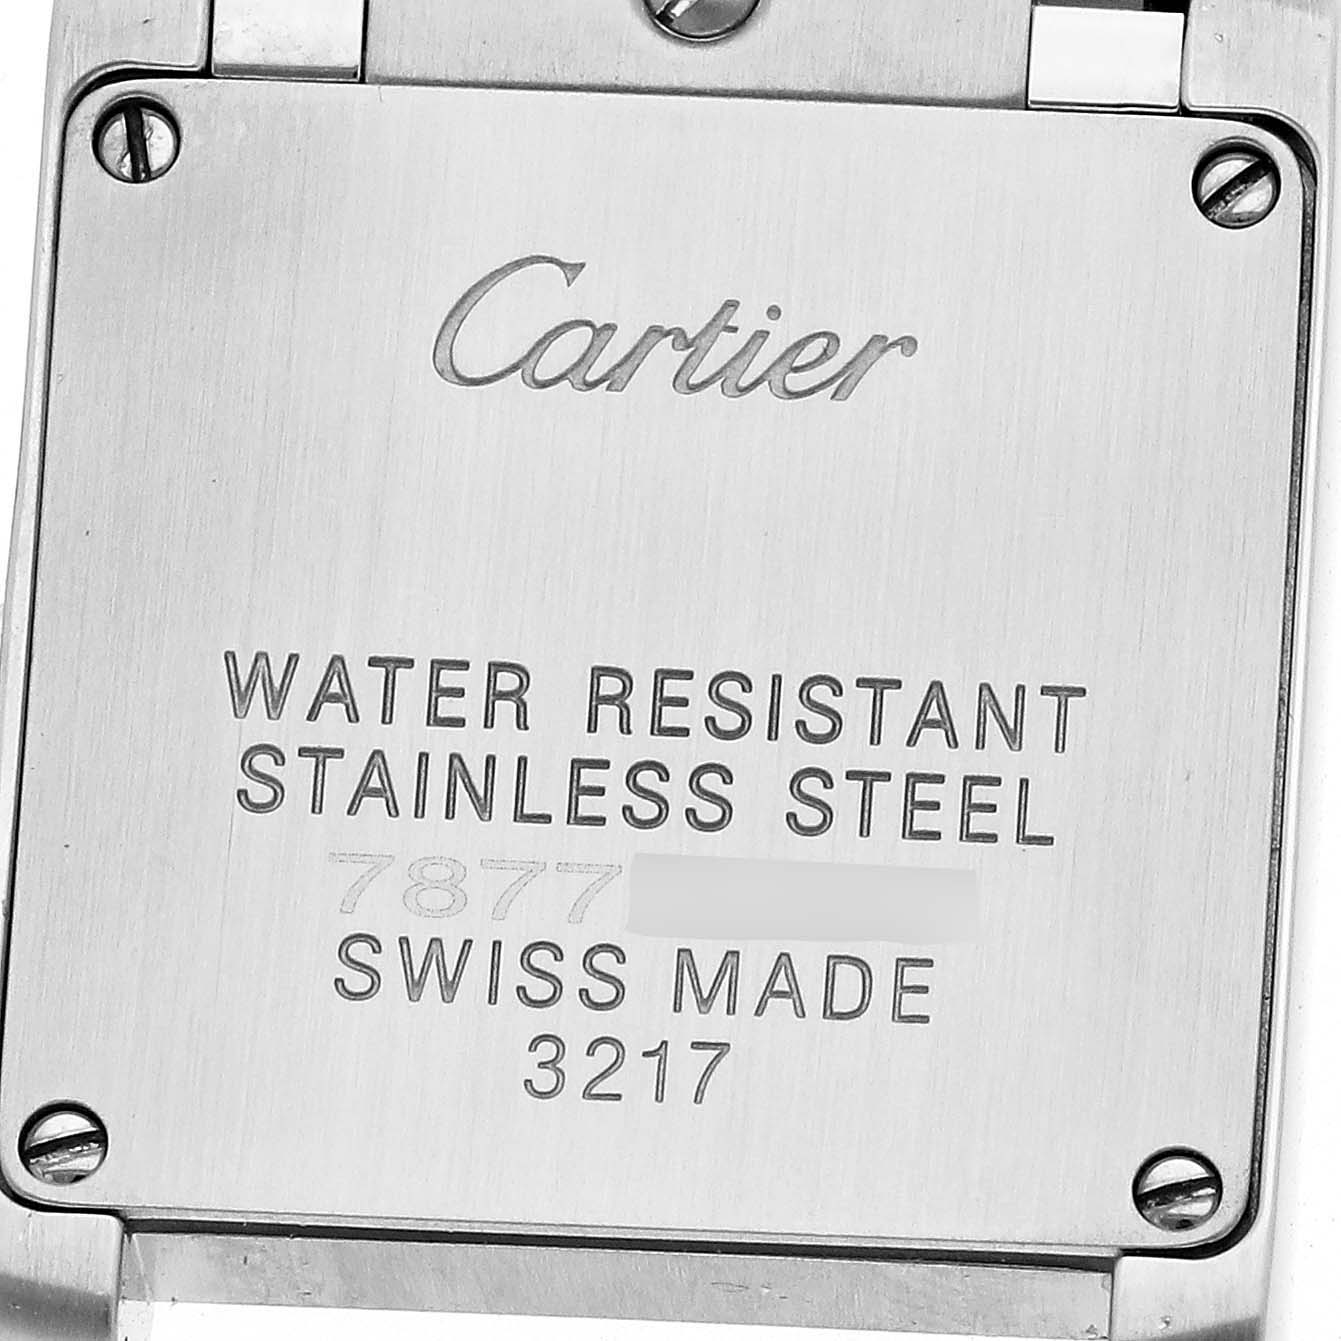 Cartier
WATER RESISTANT
STAINLESS STEEL
7877
SWISS MADE
3217